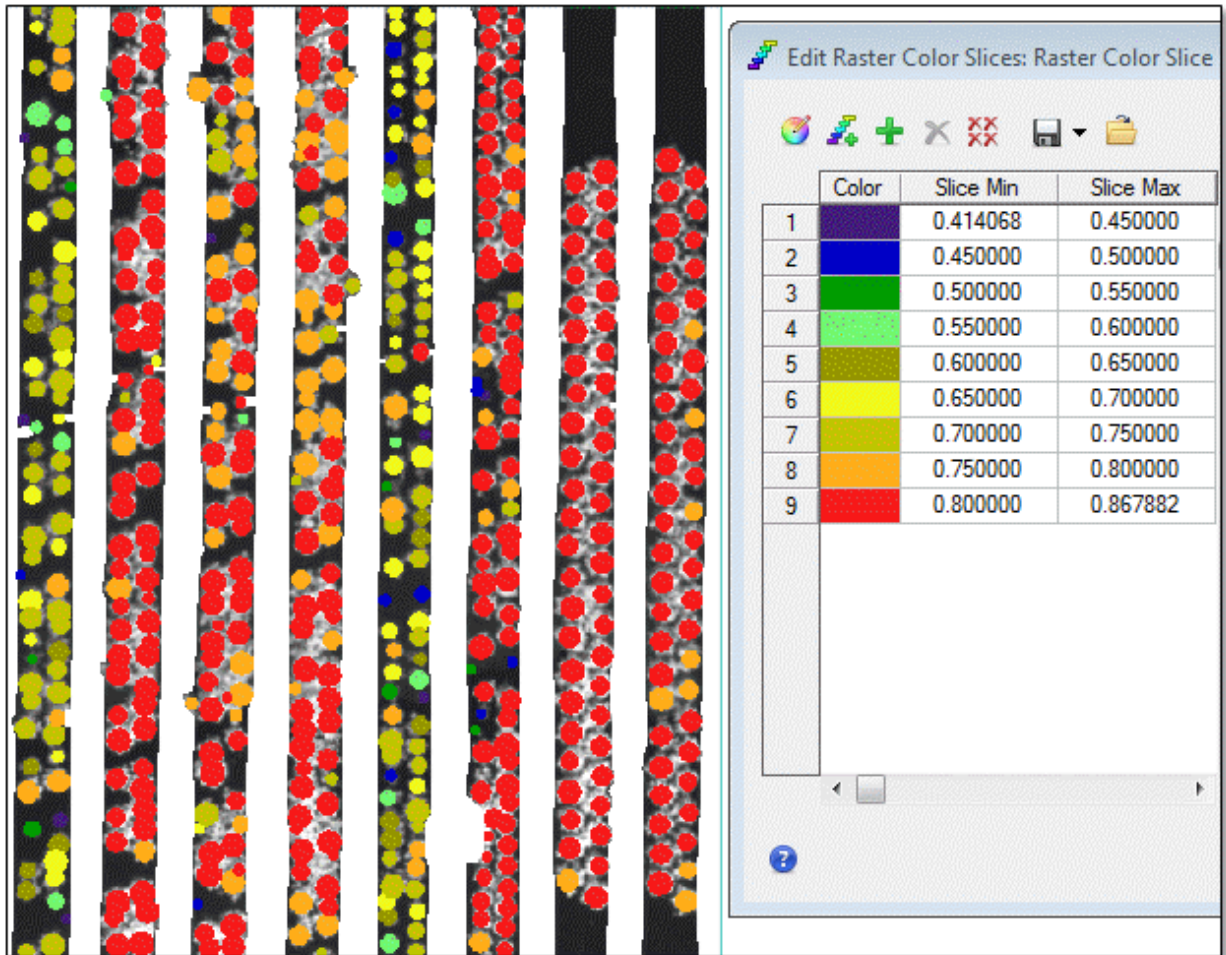 Edit Raster Color Slices: Raster Color Slice
Color Slice Min Slice Max
1 0.414068 0.450000
2 0.450000 0.500000
3 0.500000 0.550000
4 0.550000 0.600000
5 0.600000 0.650000
6 0.650000 0.700000
7 0.700000 0.750000
8 0.750000 0.800000
9 0.800000 0.867882
?